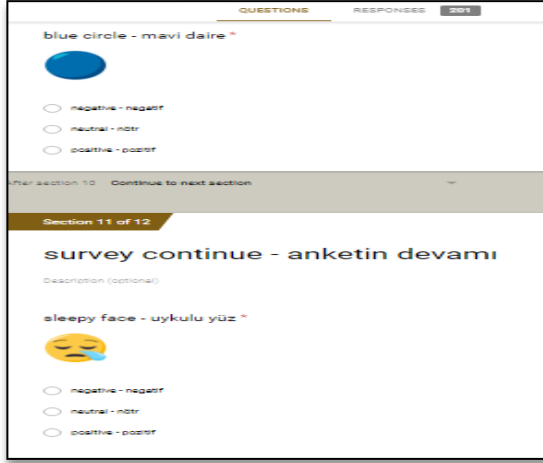 QUESTIONS RESPONSES 201
blue circle - mavi daire *
negative - negatif
neutral - nötr
positive - pozitif
After section 10 Continue to next section
Section 11 of 12
survey continue - anketin devamı
Description (optional)
sleepy face - uykulu yüz *
negative - negatif
neutral - nötr
positive - pozitif